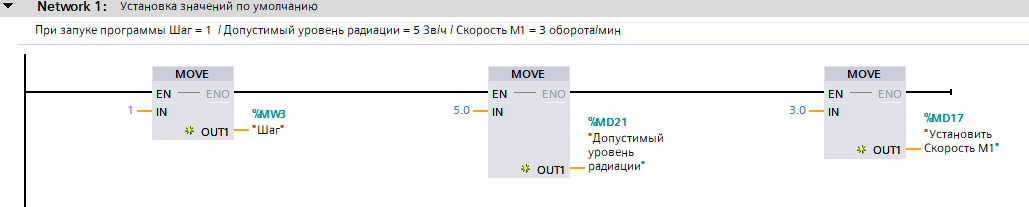 Network 1: Установка значений по умолчанию
При запуке программы Шаг = 1 / Допустимый уровень радиации = 5 Зв/ч / Скорость М1 = 3 оборота/мин
MOVE
EN ENO
1 IN
%MW3
OUT1 "Шаг"
MOVE
EN ENO
5.0 IN
%MD21
"Допустимый
уровень
радиации"
OUT1
MOVE
EN ENO
3.0 IN
%MD17
"Установить
OUT1 Скорость М1"